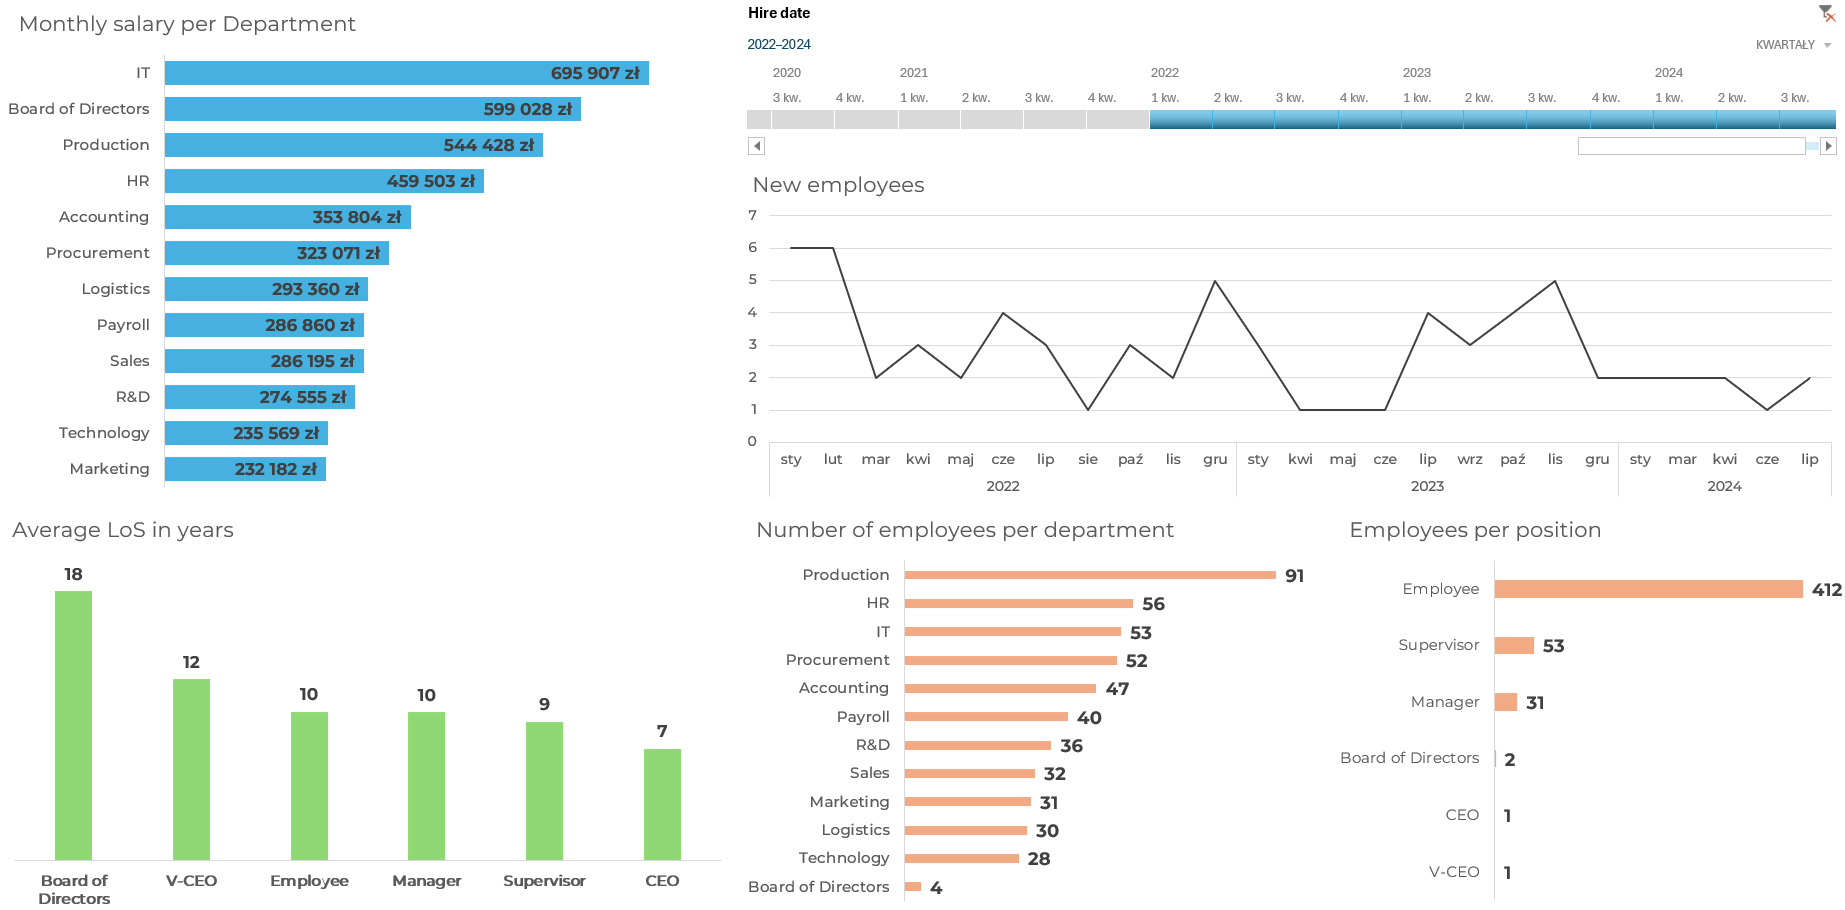 Monthly salary per Department
IT 695 907 zł
Board of Directors 599 028 zł
Production 544 428 zł
HR 459 503 zł
Accounting 353 804 zł
Procurement 323 071 zł
Logistics 293 360 zł
Payroll 286 860 zł
Sales 286 195 zł
R&D 274 555 zł
Technology 235 569 zł
Marketing 232 182 zł
Hire date
2022–2024
KWARTAŁY
2020 2021 2022 2023 2024
3 kw. 4 kw. 1 kw. 2 kw. 3 kw. 4 kw. 1 kw. 2 kw. 3 kw. 4 kw. 1 kw. 2 kw. 3 kw. 4 kw. 1 kw. 2 kw. 3 kw.
New employees
7
6
5
4
3
2
1
0
sty lut mar kwi maj cze lip sie paź lis gru sty kwi maj cze lip wrz paź lis gru sty mar kwi cze lip
2022 2023 2024
Average LoS in years
18 12 10 10 9 7
Board of Directors V-CEO Employee Manager Supervisor CEO
Number of employees per department
Production 91
HR 56
IT 53
Procurement 52
Accounting 47
Payroll 40
R&D 36
Sales 32
Marketing 31
Logistics 30
Technology 28
Board of Directors 4
Employees per position
Employee 412
Supervisor 53
Manager 31
Board of Directors 2
CEO 1
V-CEO 1